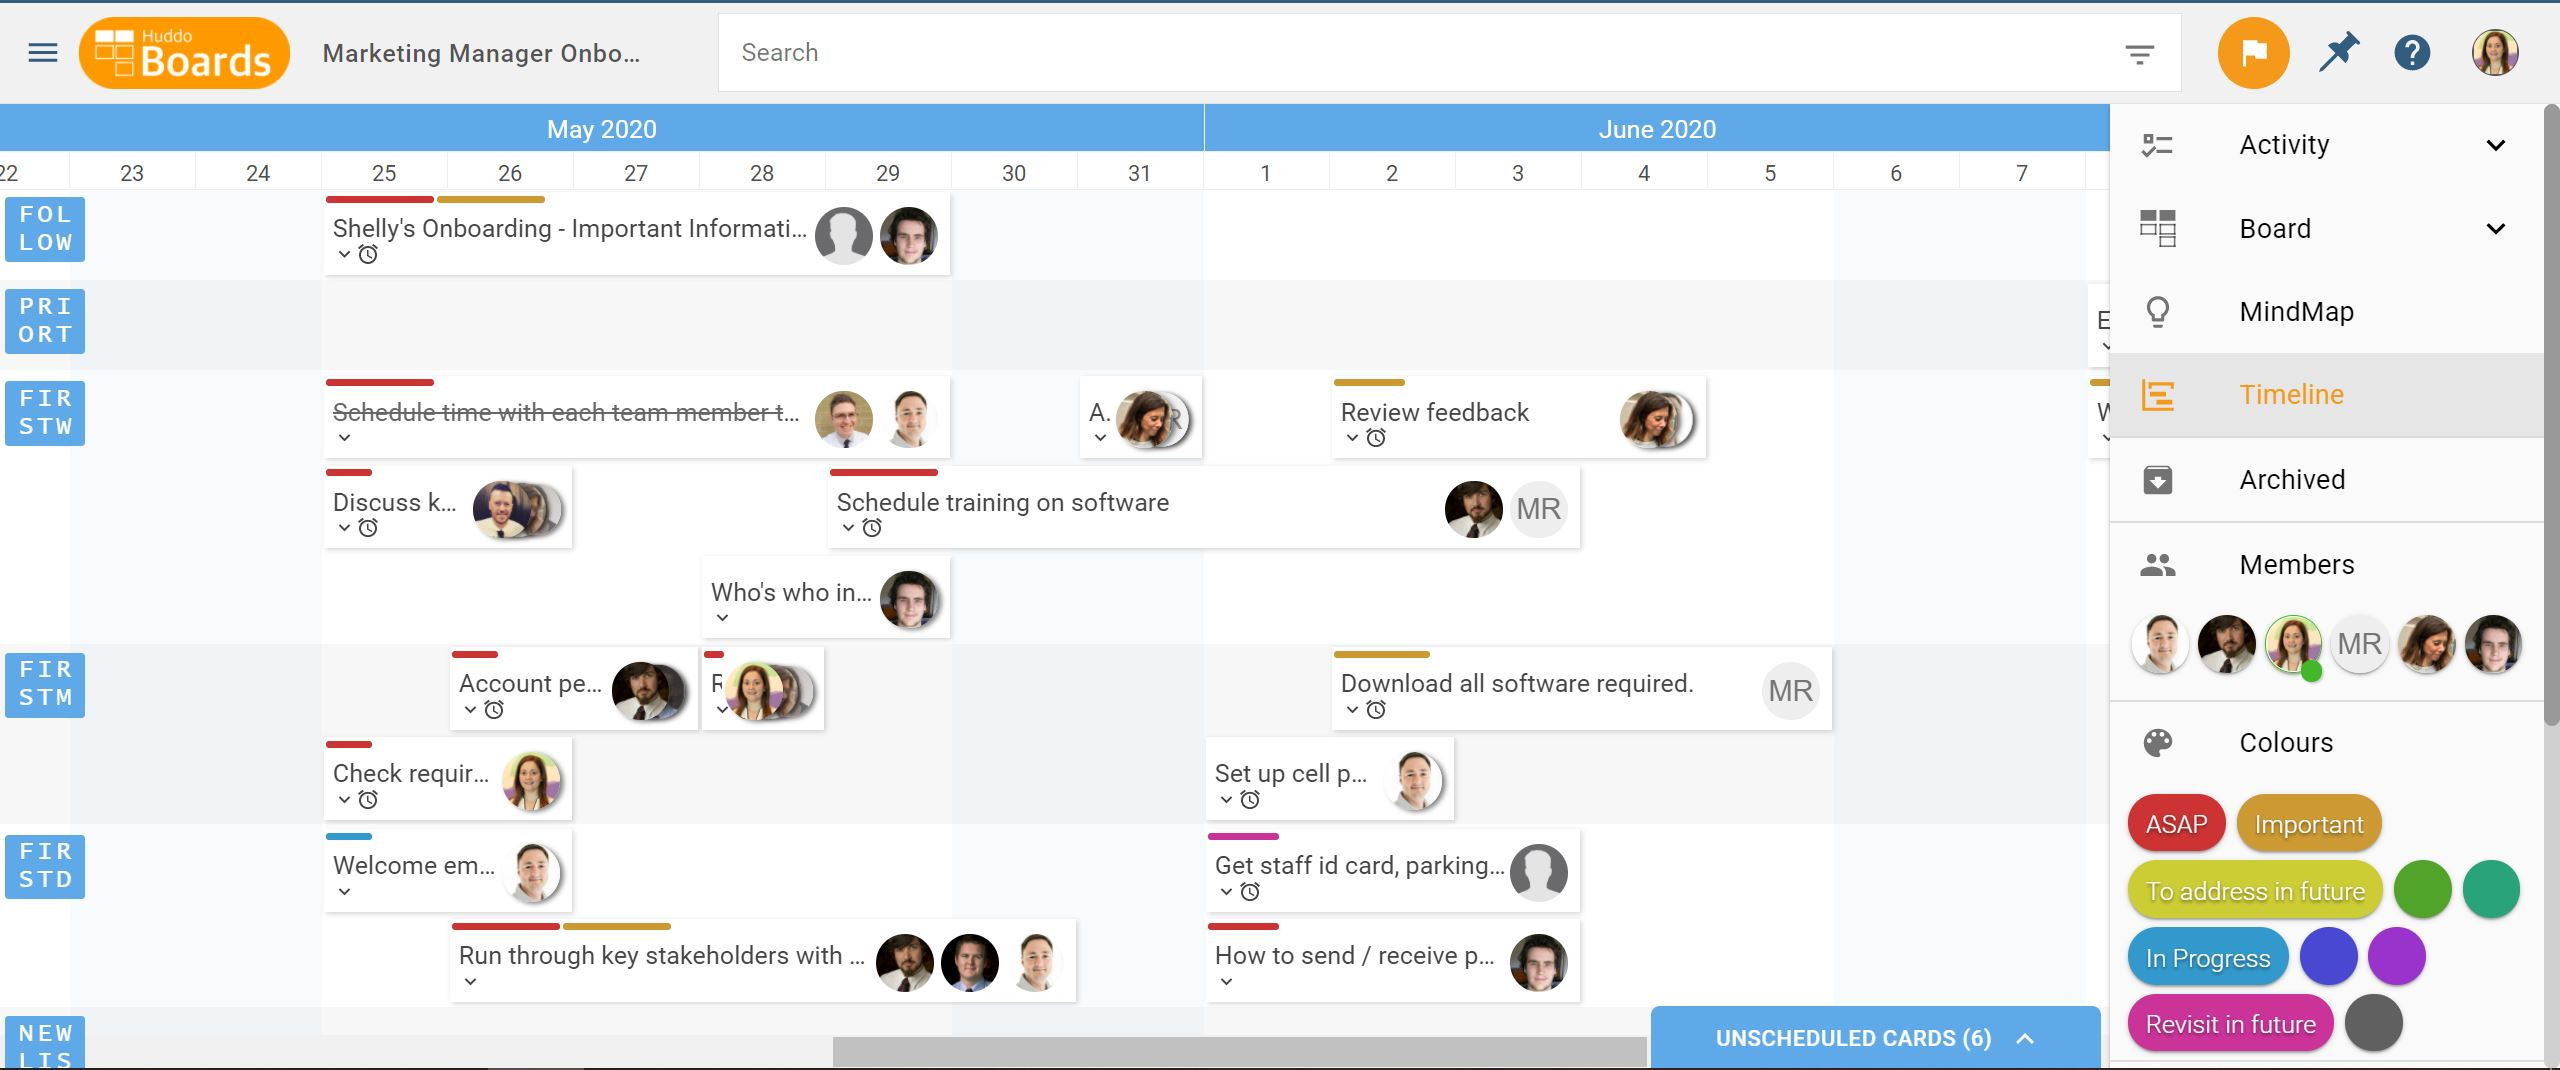 Huddo
Boards
Marketing Manager Onbo...
Search
May 2020
June 2020
22 23 24 25 26 27 28 29 30 31 1 2 3 4 5 6 7
FOL
LOW
Shelly's Onboarding - Important Informati...
PRI
ORT
E
FIR
STW
Schedule time with each team member t...
A.
Review feedback
Discuss k...
Schedule training on software
MR
Who's who in...
FIR
STM
Account pe...
R
Download all software required.
MR
Check requir...
Set up cell p...
FIR
STD
Welcome em...
Get staff id card, parking...
Run through key stakeholders with ...
How to send / receive p...
NEW
LIS
UNSCHEDULED CARDS (6)
Activity
Board
MindMap
Timeline
Archived
Members
MR
Colours
ASAP
Important
To address in future
In Progress
Revisit in future